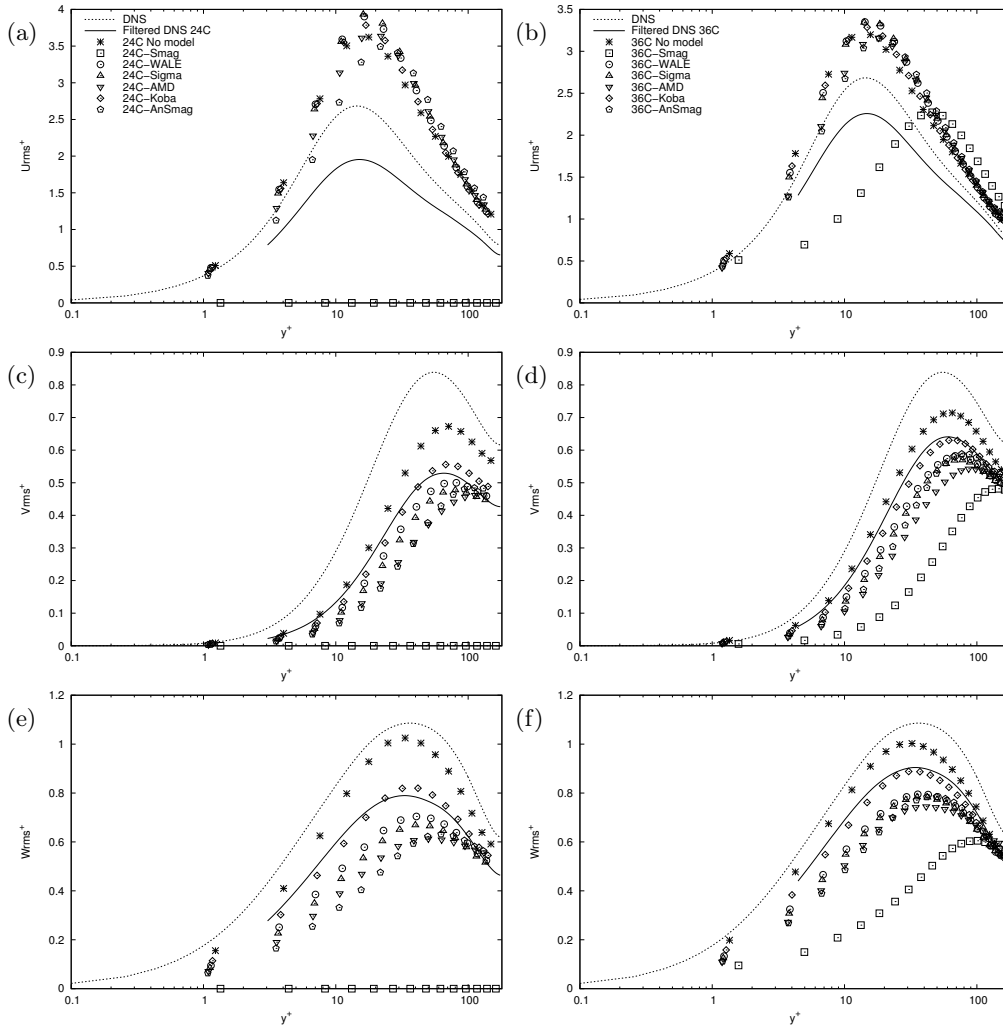 (a)
Urms+
4
3.5
3
2.5
2
1.5
1
0.5
0
0.1
1
10
100
y+
DNS
Filtered DNS 24C
24C No model
24C−Smag
24C−WALE
24C−Sigma
24C−AMD
24C−Koba
24C−AnSmag
(b)
Urms+
3.5
3
2.5
2
1.5
1
0.5
0
0.1
1
10
100
y+
DNS
Filtered DNS 36C
36C No model
36C−Smag
36C−WALE
36C−Sigma
36C−AMD
36C−Koba
36C−AnSmag
(c)
Vrms+
0.9
0.8
0.7
0.6
0.5
0.4
0.3
0.2
0.1
0
0.1
1
10
100
y+
(d)
Vrms+
0.9
0.8
0.7
0.6
0.5
0.4
0.3
0.2
0.1
0
0.1
1
10
100
y+
(e)
Wrms+
1.2
1
0.8
0.6
0.4
0.2
0
0.1
1
10
100
y+
(f)
Wrms+
1.2
1
0.8
0.6
0.4
0.2
0
0.1
1
10
100
y+